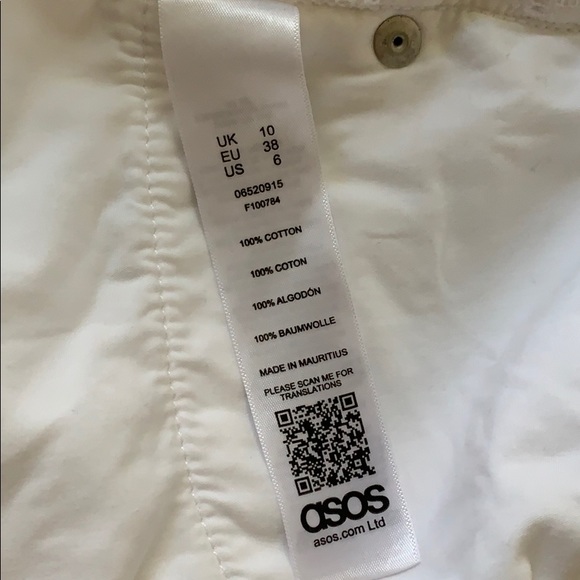 UK 10
EU 38
US 6
06520915
F100784
100% COTTON
100% COTON
100% ALGODÓN
100% BAUMWOLLE
MADE IN MAURITIUS
PLEASE SCAN ME FOR
TRANSLATIONS
asos
asos.com Ltd